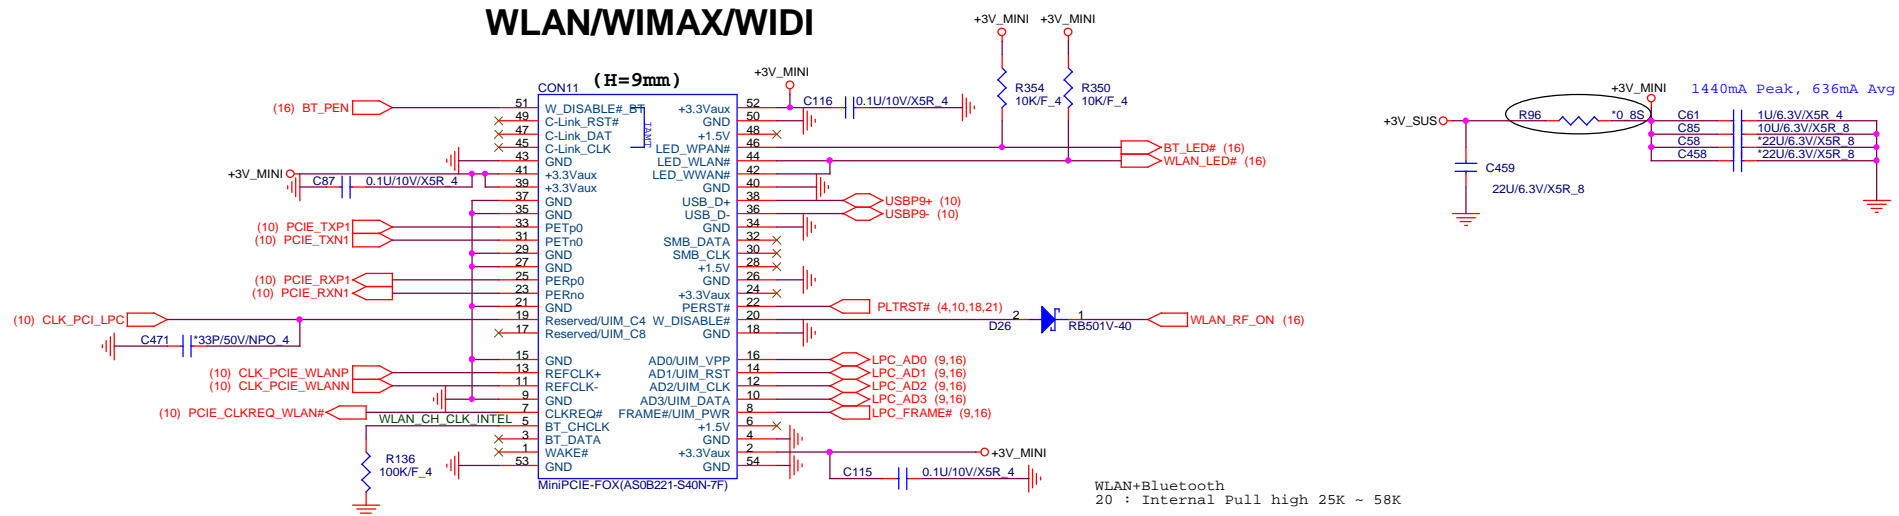 WLAN/WIMAX/WIDI
(H=9mm)
CON11
+3V_MINI
+3V_MINI +3V_MINI
R354
10K/F_4
R350
10K/F_4
C116 0.1U/10V/X5R_4
(16) BT_PEN
51 W_DISABLE#_BT +3.3Vaux 52
49 C-Link_RST# GND 50
47 C-Link_DAT +1.5V 48
45 C-Link_CLK LED_WPAN# 46 BT_LED# (16)
43 GND LED_WLAN# 44 WLAN_LED# (16)
+3V_MINI 41 +3.3Vaux LED_WWAN# 42
C87 0.1U/10V/X5R_4 39 +3.3Vaux GND 40
37 GND USB_D+ 38 USBP9+ (10)
35 GND USB_D- 36 USBP9- (10)
(10) PCIE_TXP1 33 PETp0 GND 34
(10) PCIE_TXN1 31 PETn0 SMB_DATA 32
29 GND SMB_CLK 30
27 GND +1.5V 28
(10) PCIE_RXP1 25 PERp0 GND 26
(10) PCIE_RXN1 23 PERno +3.3Vaux 24
21 GND PERST# 22 PLTRST# (4,10,18,21)
(10) CLK_PCI_LPC 19 Reserved/UIM_C4 W_DISABLE# 20 D26 2 1 RB501V-40 WLAN_RF_ON (16)
17 Reserved/UIM_C8 GND 18
C471 *33P/50V/NPO_4
15 GND AD0/UIM_VPP 16 LPC_AD0 (9,16)
(10) CLK_PCIE_WLANP 13 REFCLK+ AD1/UIM_RST 14 LPC_AD1 (9,16)
(10) CLK_PCIE_WLANN 11 REFCLK- AD2/UIM_CLK 12 LPC_AD2 (9,16)
9 GND AD3/UIM_DATA 10 LPC_AD3 (9,16)
(10) PCIE_CLKREQ_WLAN# 7 CLKREQ# FRAME#/UIM_PWR 8 LPC_FRAME# (9,16)
WLAN_CH_CLK_INTEL 5 BT_CHCLK +1.5V 6
3 BT_DATA GND 4
1 WAKE# +3.3Vaux 2 +3V_MINI
53 GND GND 54
R136
100K/F_4
C115 0.1U/10V/X5R_4
MiniPCIE-FOX(AS0B221-S40N-7F)
TAMT
WLAN+Bluetooth
20 : Internal Pull high 25K ~ 58K
+3V_MINI 1440mA Peak, 636mA Avg
+3V_SUS R96 *0_8S
C61 1U/6.3V/X5R_4
C85 10U/6.3V/X5R_8
C58 *22U/6.3V/X5R_8
C458 *22U/6.3V/X5R_8
C459
22U/6.3V/X5R_8